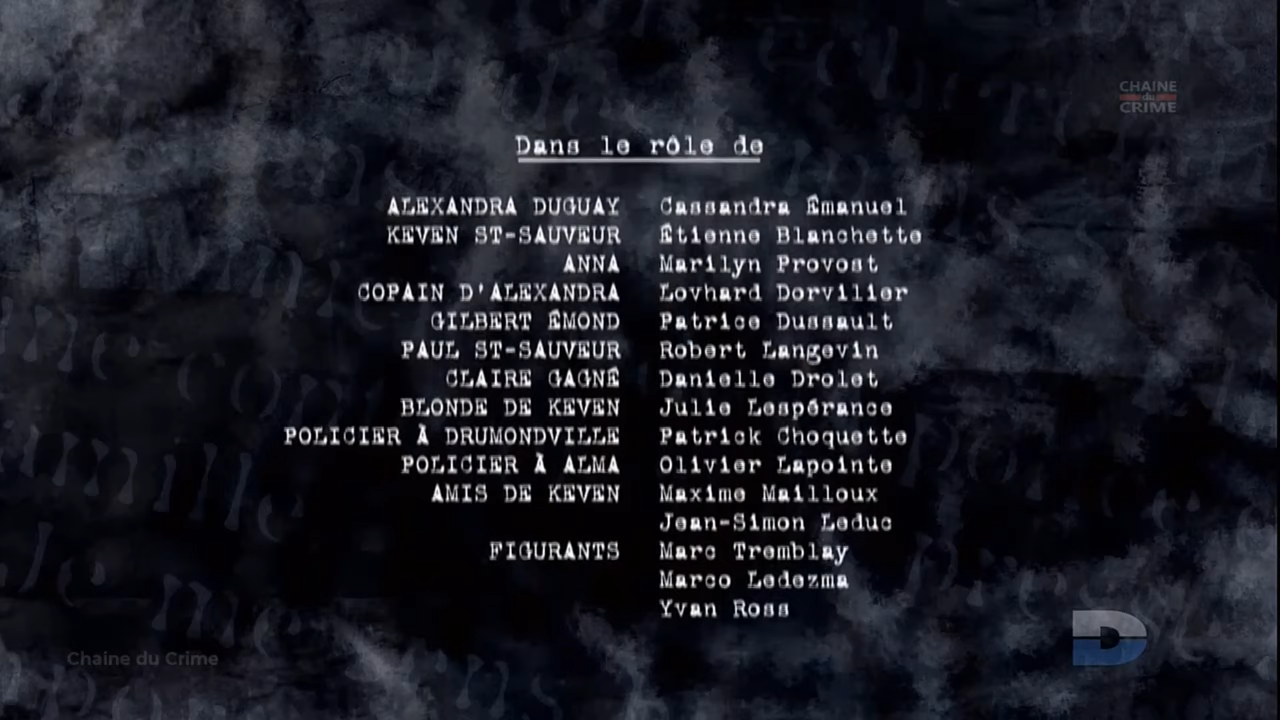 CHAINE
du
CRIME
Dans le rôle de
ALEXANDRA DUGUAY Cassandra Émanuel
KEVEN ST-SAUVEUR Étienne Blanchette
ANNA Marilyn Provost
COPAIN D'ALEXANDRA Lovhard Dorvilier
GILBERT ÉMOND Patrice Dussault
PAUL ST-SAUVEUR Robert Langevin
CLAIRE GAGNÉ Danielle Drolet
BLONDE DE KEVEN Julie Lespérance
POLICIER À DRUMONDVILLE Patrick Choquette
POLICIER À ALMA Olivier Lapointe
AMIS DE KEVEN Maxime Mailloux
Jean-Simon Leduc
FIGURANTS Marc Tremblay
Marco Ledezma
Yvan Ross
D
Chaine du Crime